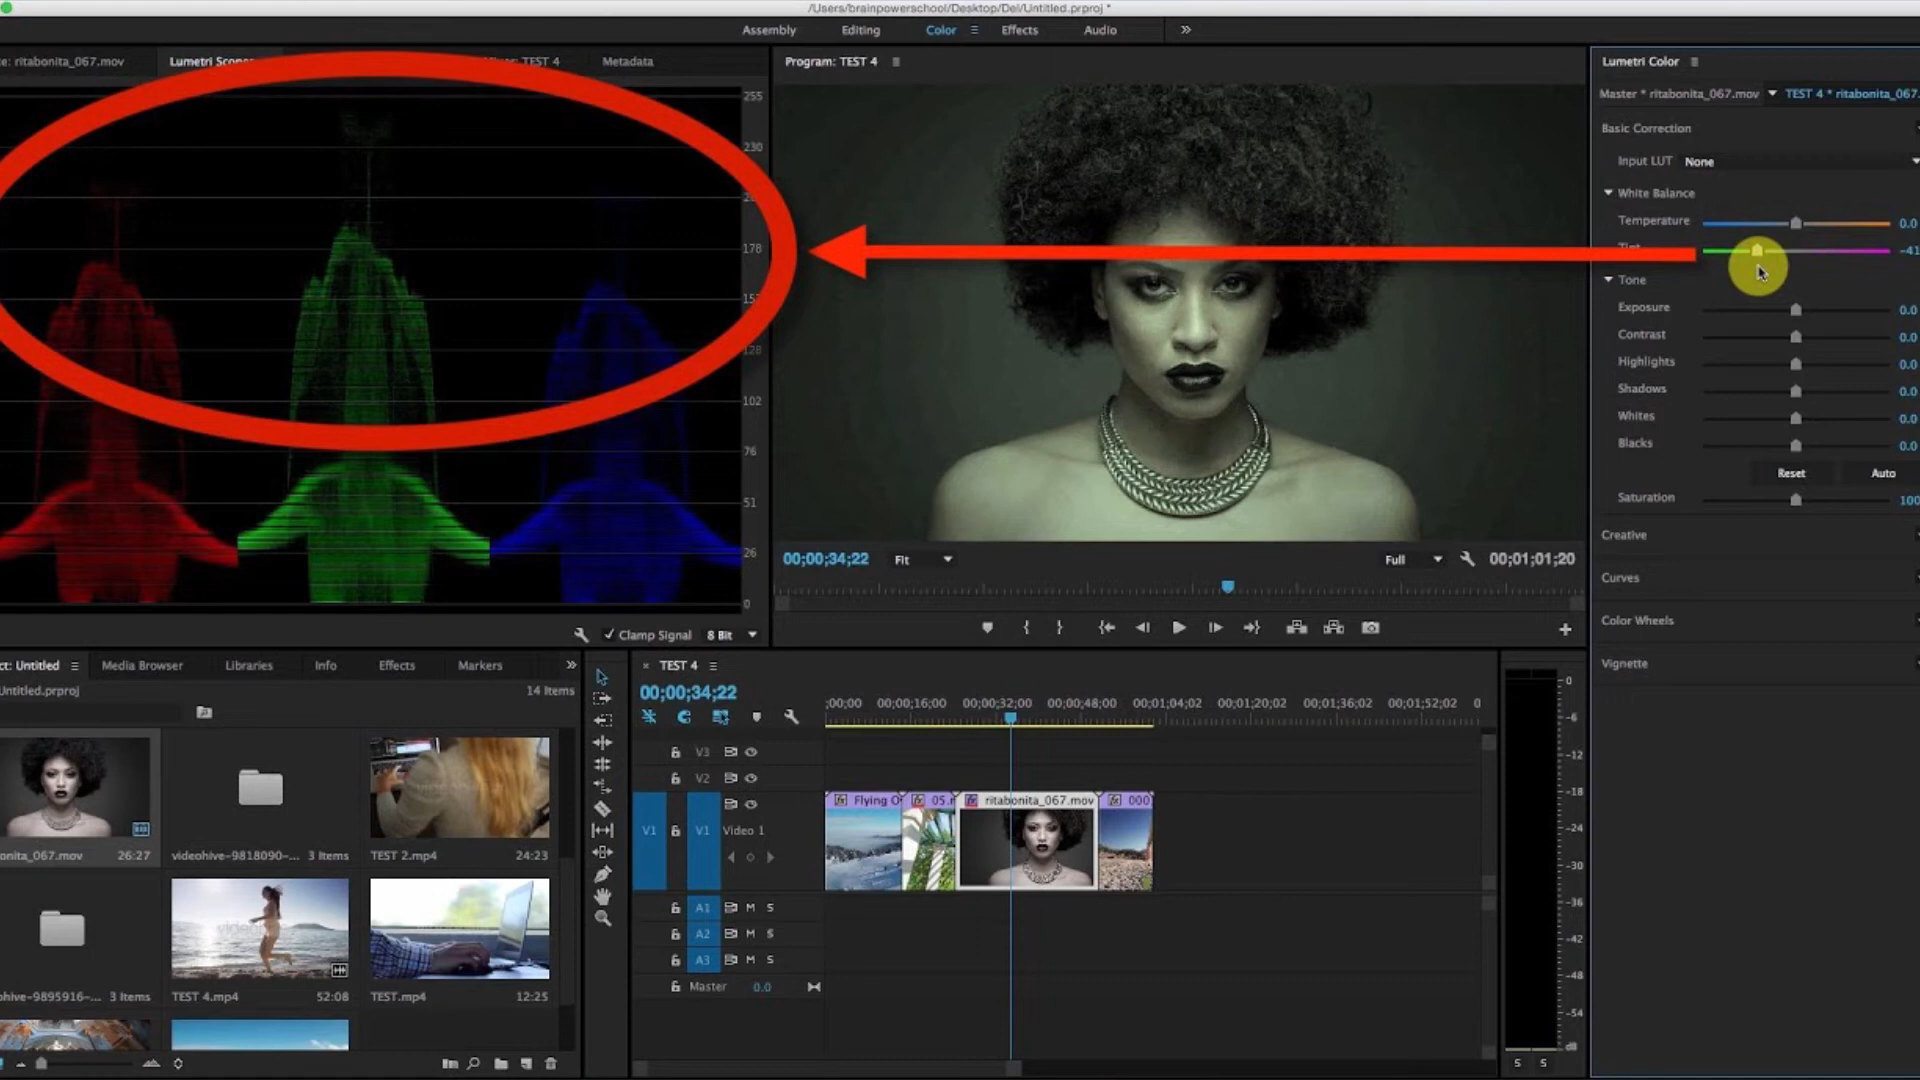 /Users/brainpowerschool/Desktop/Del/Untitled.prproj *
Assembly Editing Color Effects Audio
ritabonita_067.mov Lumetri TEST 4 Metadata
Program: TEST 4
Lumetri Color
Master * ritabonita_067.mov TEST 4 * ritabonita_067.
Basic Correction
Input LUT None
White Balance
Temperature 0.0
-41
Tone
Exposure 0.0
Contrast 0.0
Highlights 0.0
Shadows 0.0
Whites 0.0
Blacks 0.0
Reset Auto
Saturation 100
Creative
Curves
Color Wheels
Vignette
255
230
178
128
102
76
51
26
0
Clamp Signal 8 Bit
00;00;34;22 Fit Full 00;01;01;20
ct: Untitled Media Browser Libraries Info Effects Markers
Untitled.prproj 14 Items
onita_067.mov 26:27
videohive-9818090-... 3 Items
TEST 2.mp4 24:23
ohive-9895916-... 3 Items
TEST 4.mp4 52:08
TEST.mp4 12:25
× TEST 4
00;00;34;22
;00;00 00;00;16;00 00;00;32;00 00;00;48;00 00;01;04;02 00;01;20;02 00;01;36;02 00;01;52;02 0
V3
V2
V1 V1 Video 1
Flying O 05.r ritabonita_067.mov 000
A1 M S
A2 M S
A3 M S
Master 0.0
0
-6
-12
-18
-24
-30
-36
-42
-48
-54
dB
S S